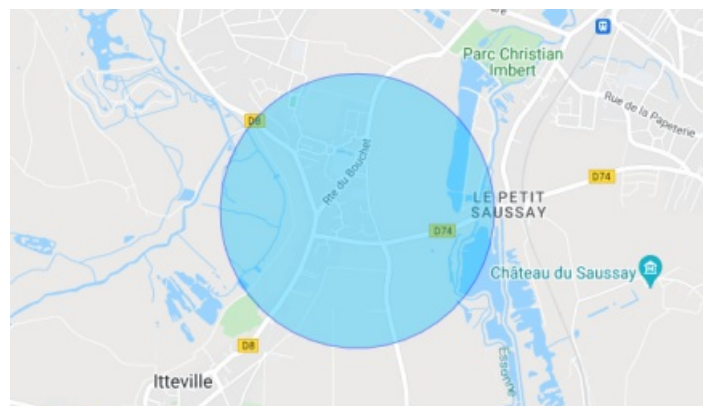 Parc Christian
Imbert
Rue de la Papeterie
D8
Rte du Bouchet
D74
LE PETIT
SAUSSAY
D74
Château du Saussay
D8
Itteville
Essonne